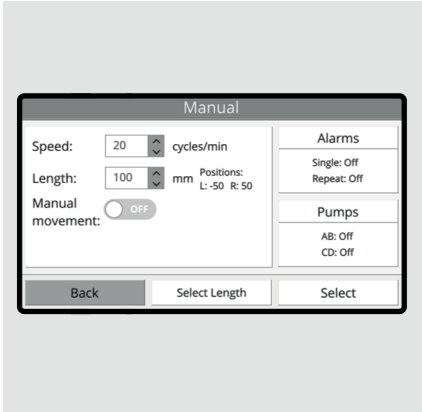 Manual
Speed: 20 cycles/min
Length: 100 mm Positions:
L: -50 R: 50
Manual
movement: OFF
Alarms
Single: Off
Repeat: Off
Pumps
AB: Off
CD: Off
Back Select Length Select